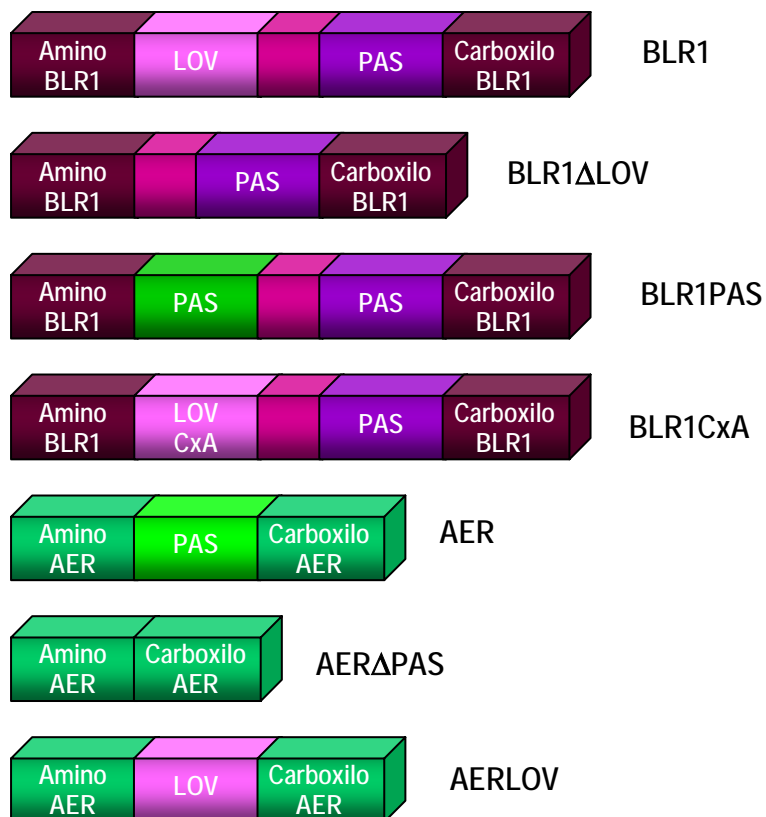 Amino
BLR1
LOV
PAS
Carboxilo
BLR1
BLR1
Amino
BLR1
PAS
Carboxilo
BLR1
BLR1ΔLOV
Amino
BLR1
PAS
PAS
Carboxilo
BLR1
BLR1PAS
Amino
BLR1
LOV
CxA
PAS
Carboxilo
BLR1
BLR1CxA
Amino
AER
PAS
Carboxilo
AER
AER
Amino
AER
Carboxilo
AER
AERΔPAS
Amino
AER
LOV
Carboxilo
AER
AERLOV